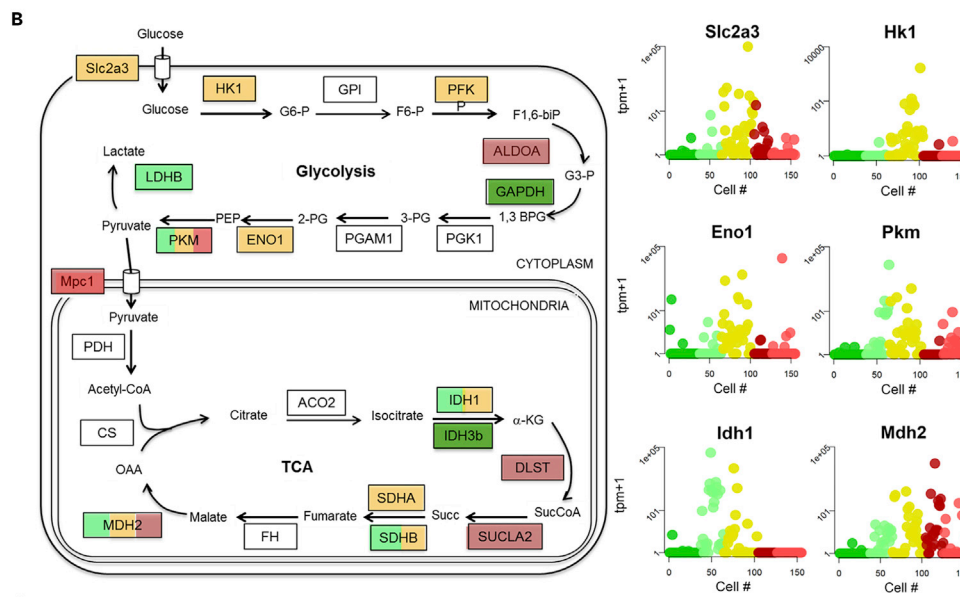 B
Glucose
Slc2a3
Glucose
HK1
G6-P
GPI
F6-P
PFK
P
F1,6-biP
ALDOA
G3-P
GAPDH
1,3 BPG
PGK1
3-PG
PGAM1
2-PG
ENO1
PEP
PKM
Pyruvate
LDHB
Lactate
Glycolysis
CYTOPLASM
Mpc1
MITOCHONDRIA
Pyruvate
PDH
Acetyl-CoA
CS
OAA
Citrate
ACO2
Isocitrate
IDH1
IDH3b
α-KG
DLST
SucCoA
SUCLA2
Succ
SDHA
SDHB
Fumarate
FH
Malate
MDH2
TCA
Slc2a3
tpm+1
1e+05
101
1
0 50 100 150
Cell #
Hk1
10000
101
1
0 50 100 150
Cell #
Eno1
tpm+1
1e+05
101
1
0 50 100 150
Cell #
Pkm
1e+05
101
1
0 50 100 150
Cell #
Idh1
tpm+1
1e+05
101
1
0 50 100 150
Cell #
Mdh2
1e+05
101
1
0 50 100 150
Cell #